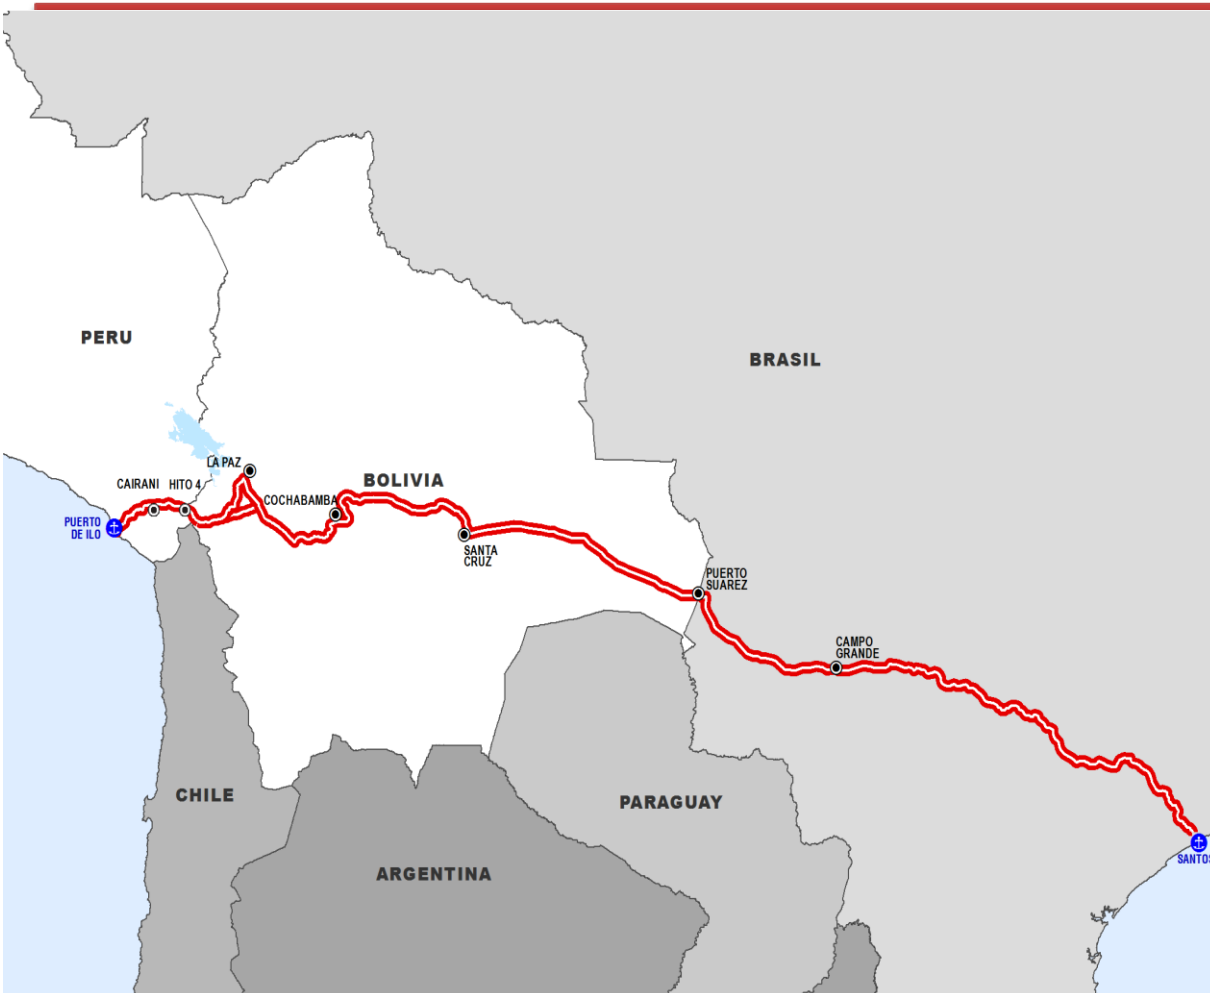 PERU
BRASIL
LA PAZ
BOLIVIA
CAIRANI
HITO 4
COCHABAMBA
PUERTO
DE ILO
SANTA
CRUZ
PUERTO
SUAREZ
CAMPO
GRANDE
CHILE
PARAGUAY
ARGENTINA
SANTOS